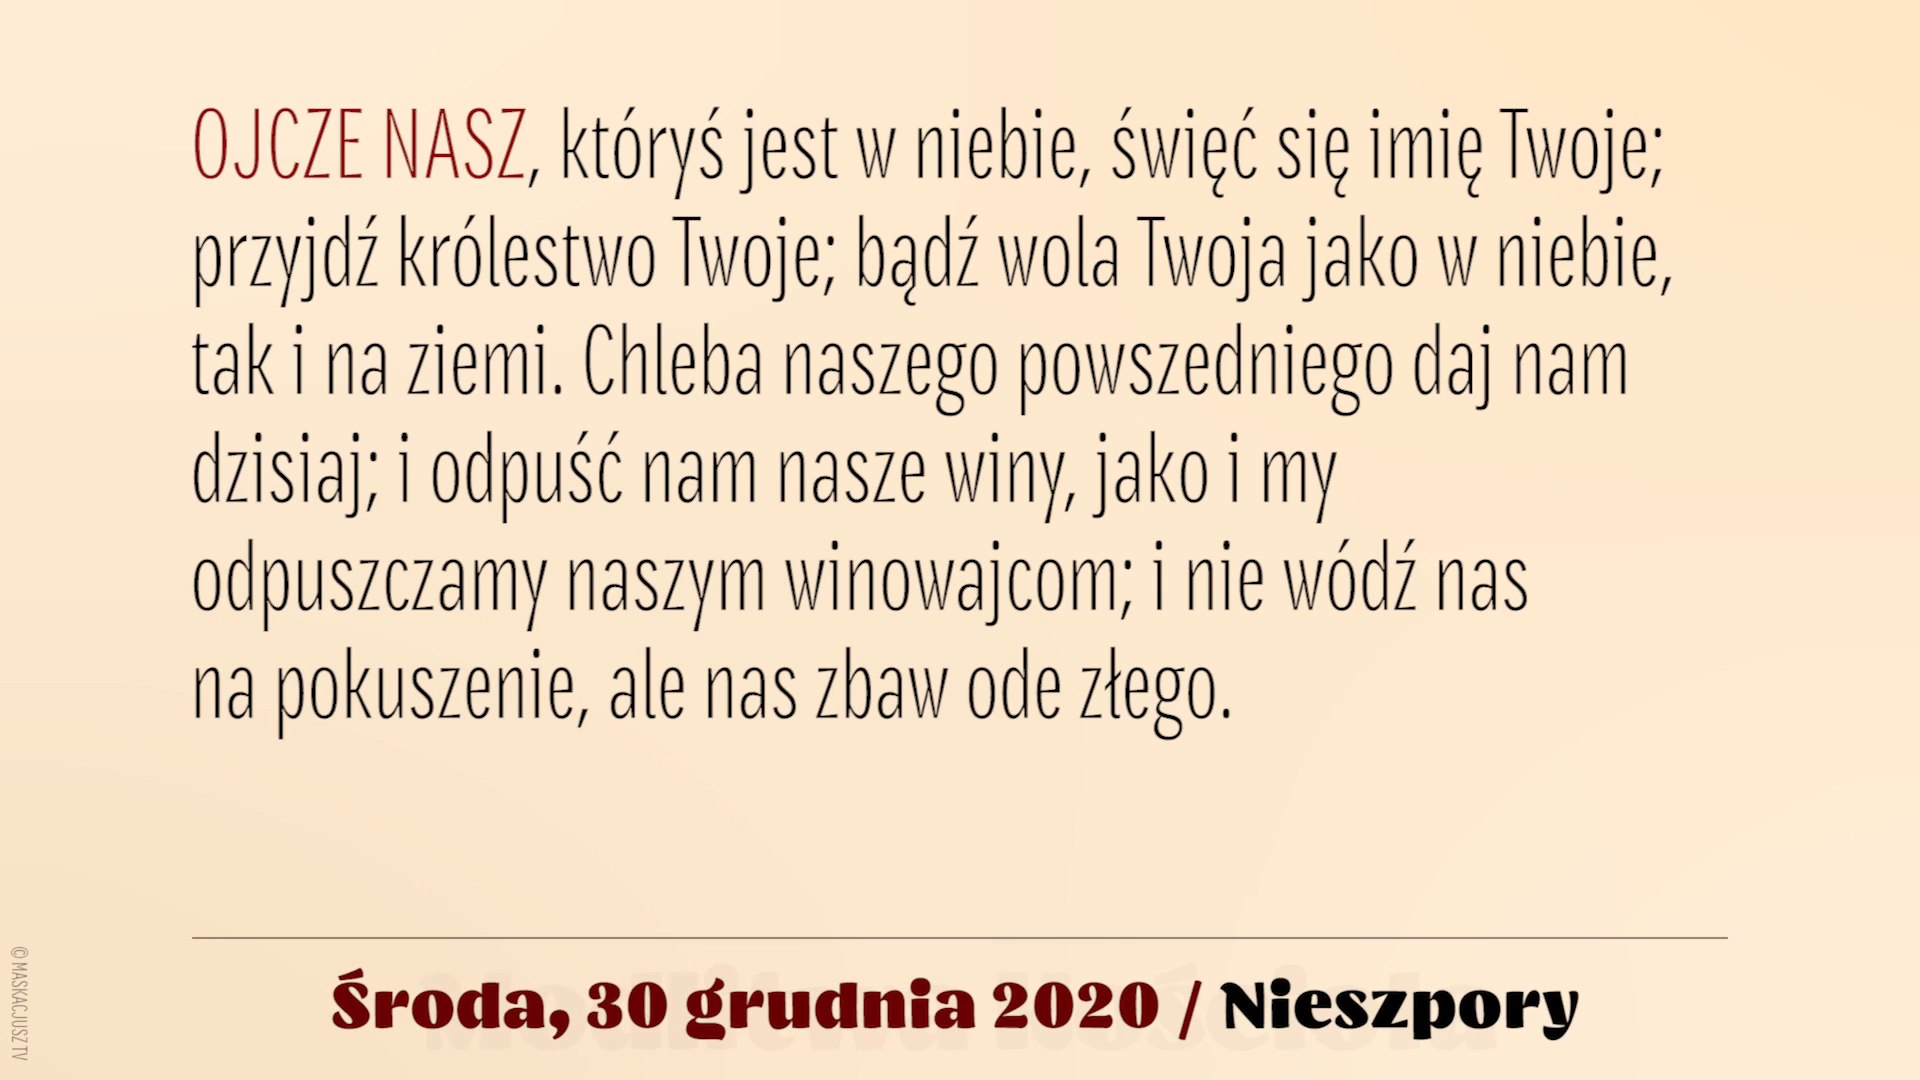 OJCZE NASZ, któryś jest w niebie, święć się imię Twoje;
przyjdź królestwo Twoje; bądź wola Twoja jako w niebie,
tak i na ziemi. Chleba naszego powszedniego daj nam
dzisiaj; i odpuść nam nasze winy, jako i my
odpuszczamy naszym winowajcom; i nie wódź nas
na pokuszenie, ale nas zbaw ode złego.
Środa, 30 grudnia 2020 / Nieszpory
© MASKACJUSZ TV